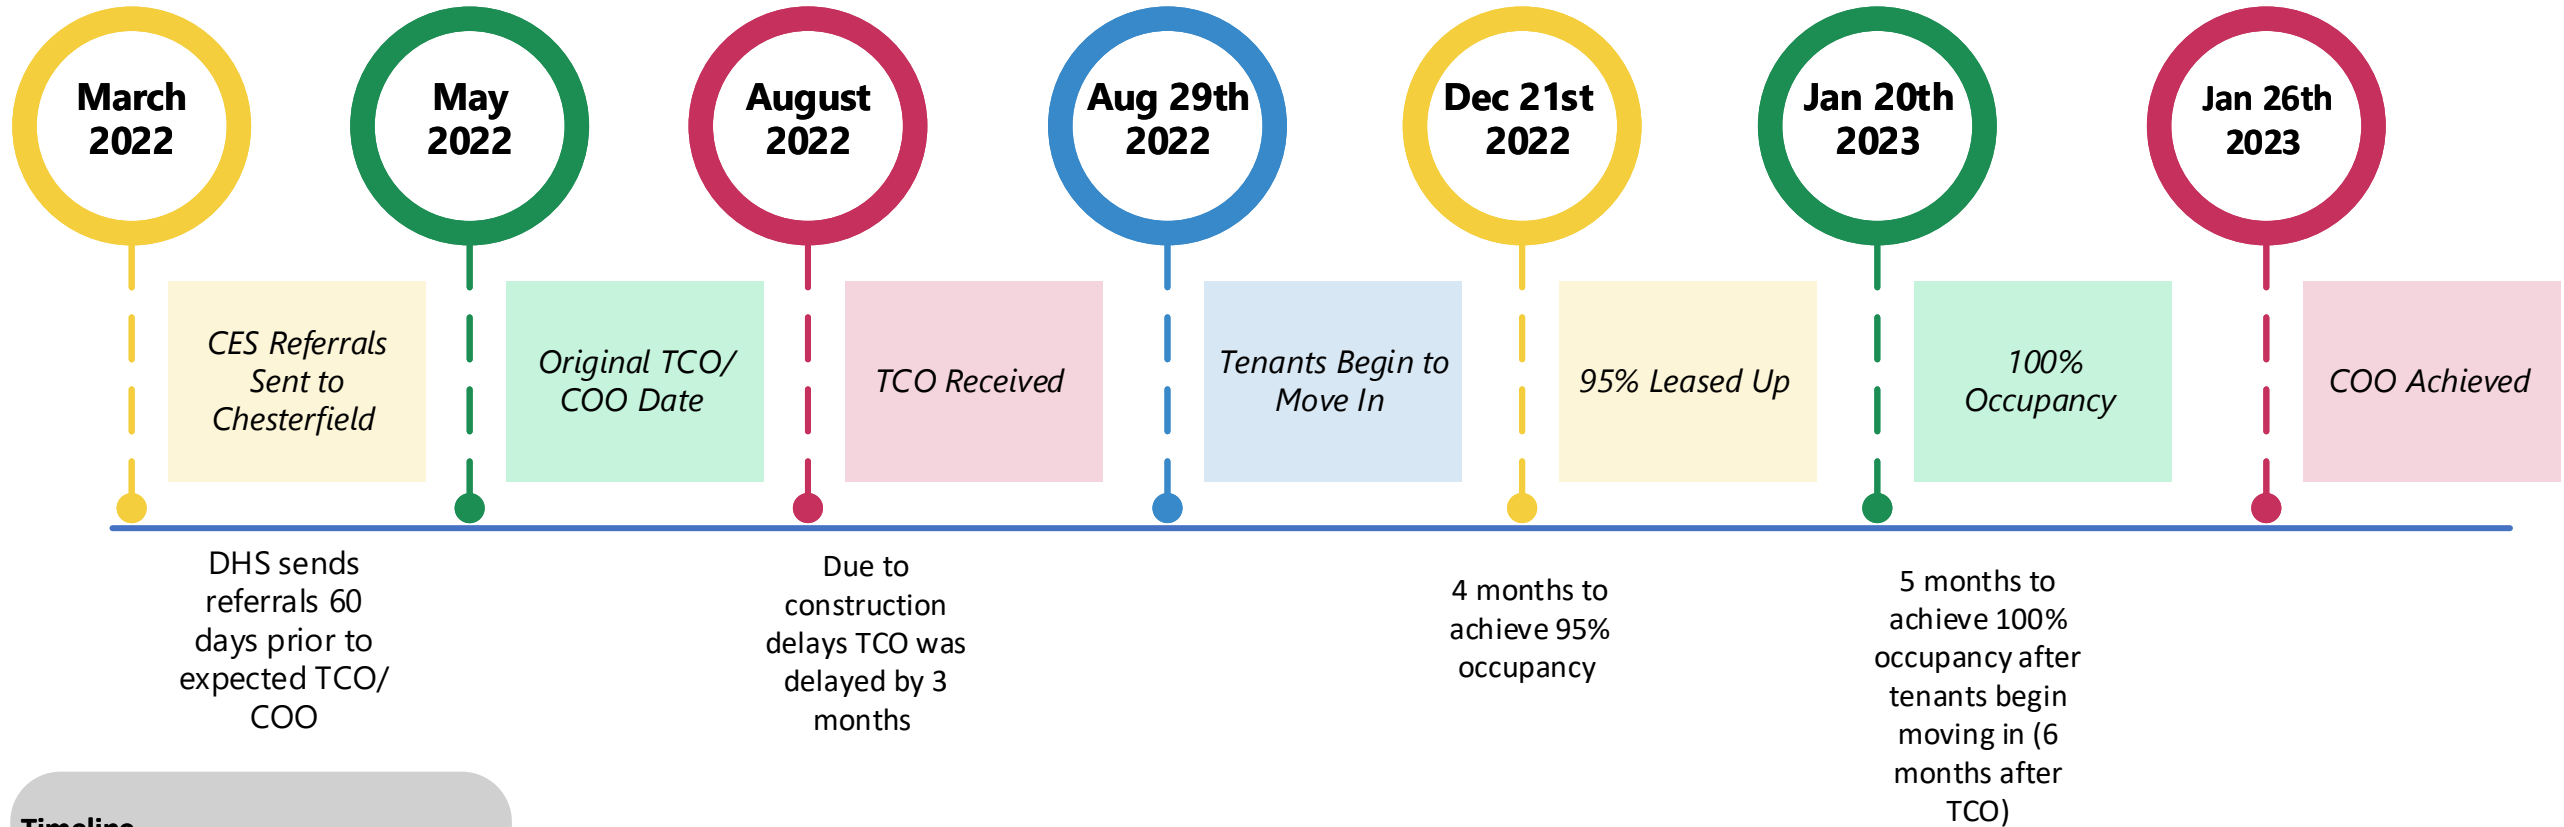 March
2022
May
2022
August
2022
Aug 29th
2022
Dec 21st
2022
Jan 20th
2023
Jan 26th
2023
CES Referrals
Sent to
Chesterfield
Original TCO/
COO Date
TCO Received
Tenants Begin to
Move In
95% Leased Up
100%
Occupancy
COO Achieved
DHS sends
referrals 60
days prior to
expected TCO/
COO
Due to
construction
delays TCO was
delayed by 3
months
4 months to
achieve 95%
occupancy
5 months to
achieve 100%
occupancy after
tenants begin
moving in (6
months after
TCO)
Timeline